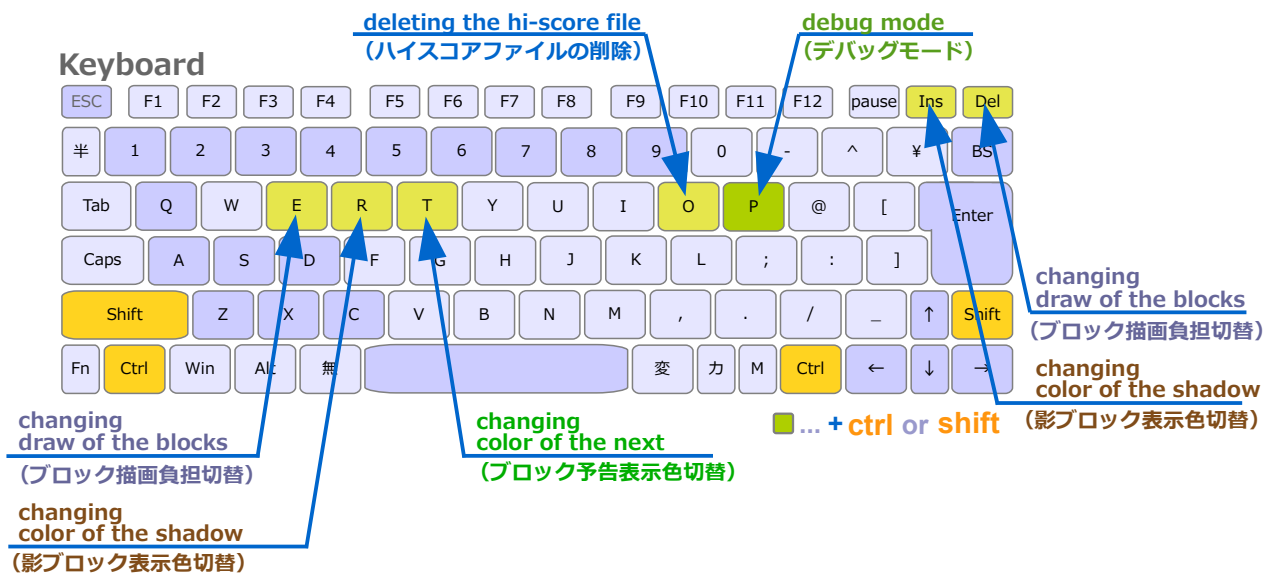 deleting the hi-score file
（ハイスコアファイルの削除）
debug mode
（デバッグモード）
Keyboard
ESC F1 F2 F3 F4 F5 F6 F7 F8 F9 F10 F11 F12 pause Ins Del
半 1 2 3 4 5 6 7 8 9 0 - ^ ¥ BS
Tab Q W E R T Y U I O P @ [ Enter
Caps A S D F G H J K L ; : ]
Shift Z X C V B N M , . / _ ↑ Shift
Fn Ctrl Win Alt 無 変 カ M Ctrl ← ↓ →
changing
draw of the blocks
（ブロック描画負担切替）
changing
color of the shadow
（影ブロック表示色切替）
changing
draw of the blocks
（ブロック描画負担切替）
changing
color of the next
（ブロック予告表示色切替）
... + ctrl or shift
changing
color of the shadow
（影ブロック表示色切替）